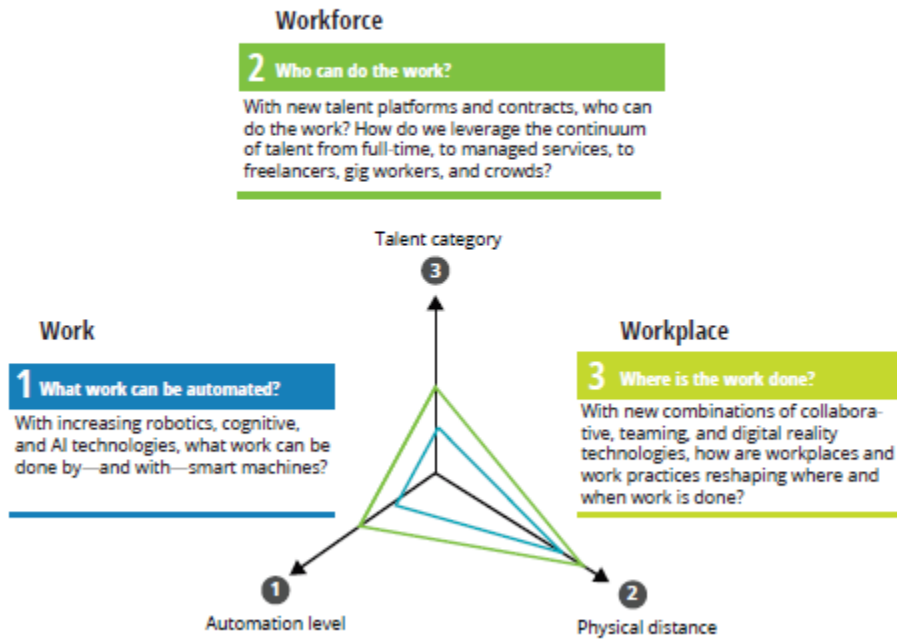 Workforce
2 Who can do the work?
With new talent platforms and contracts, who can
do the work? How do we leverage the continuum
of talent from full-time, to managed services, to
freelancers, gig workers, and crowds?
Talent category
3
Work
1 What work can be automated?
With increasing robotics, cognitive,
and AI technologies, what work can be
done by—and with—smart machines?
Workplace
3 Where is the work done?
With new combinations of collabora-
tive, teaming, and digital reality
technologies, how are workplaces and
work practices reshaping where and
when work is done?
1
Automation level
2
Physical distance